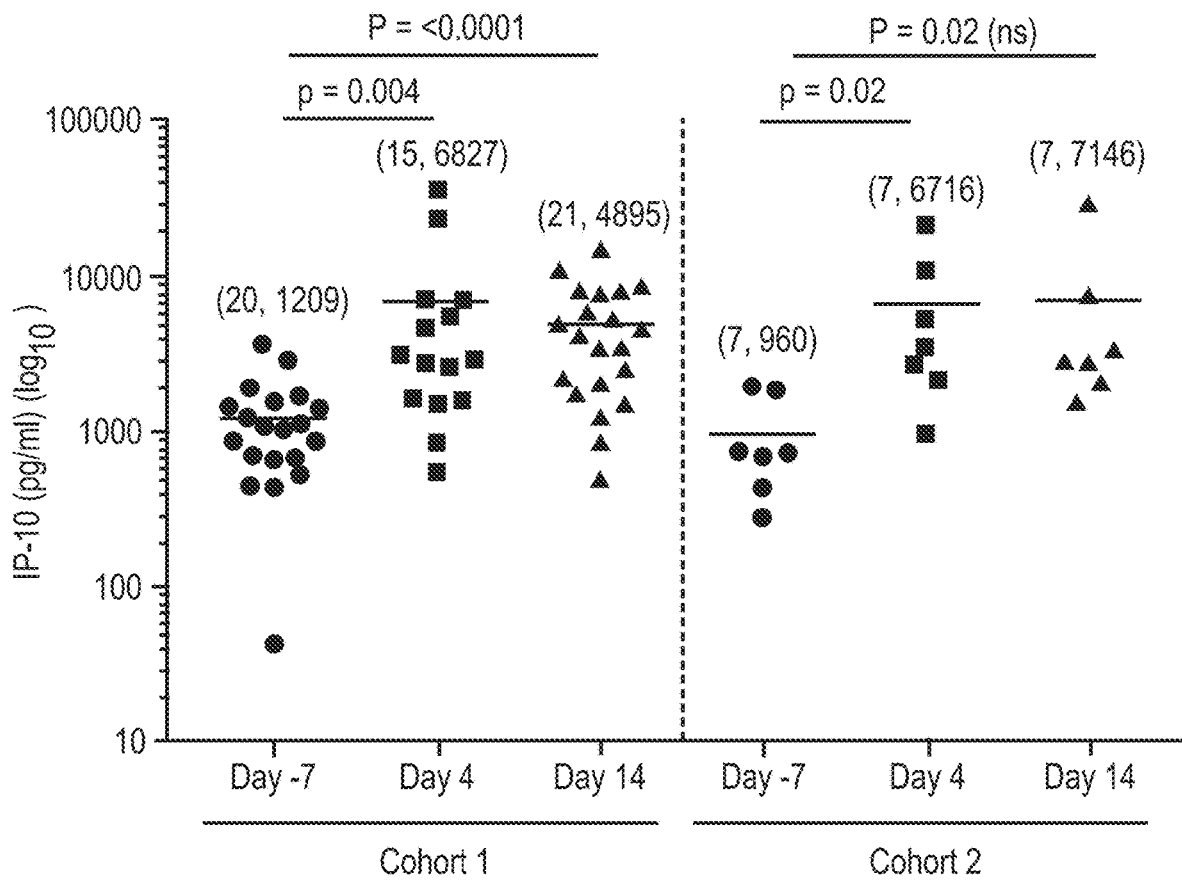 P = <0.0001
P = 0.02 (ns)
p = 0.004
p = 0.02
100000
(15, 6827)
(7, 7146)
(7, 6716)
(21, 4895)
10000
(20, 1209)
(7, 960)
1000
100
10
IP-10 (pg/ml) (log10)
Day -7
Day 4
Day 14
Day -7
Day 4
Day 14
Cohort 1
Cohort 2